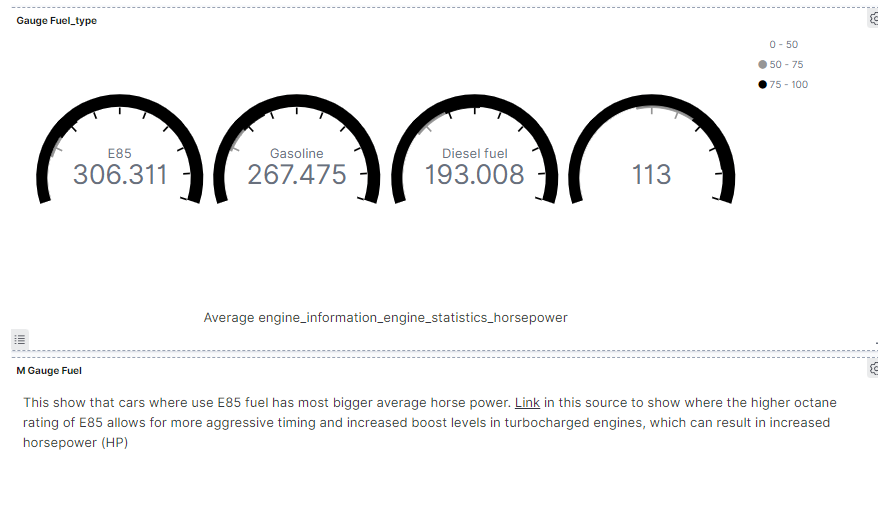 Gauge Fuel_type
0 - 50
50 - 75
75 - 100
E85
306.311
Gasoline
267.475
Diesel fuel
193.008
113
Average engine_information_engine_statistics_horsepower
M Gauge Fuel
This show that cars where use E85 fuel has most bigger average horse power. Link in this source to show where the higher octane
rating of E85 allows for more aggressive timing and increased boost levels in turbocharged engines, which can result in increased
horsepower (HP)